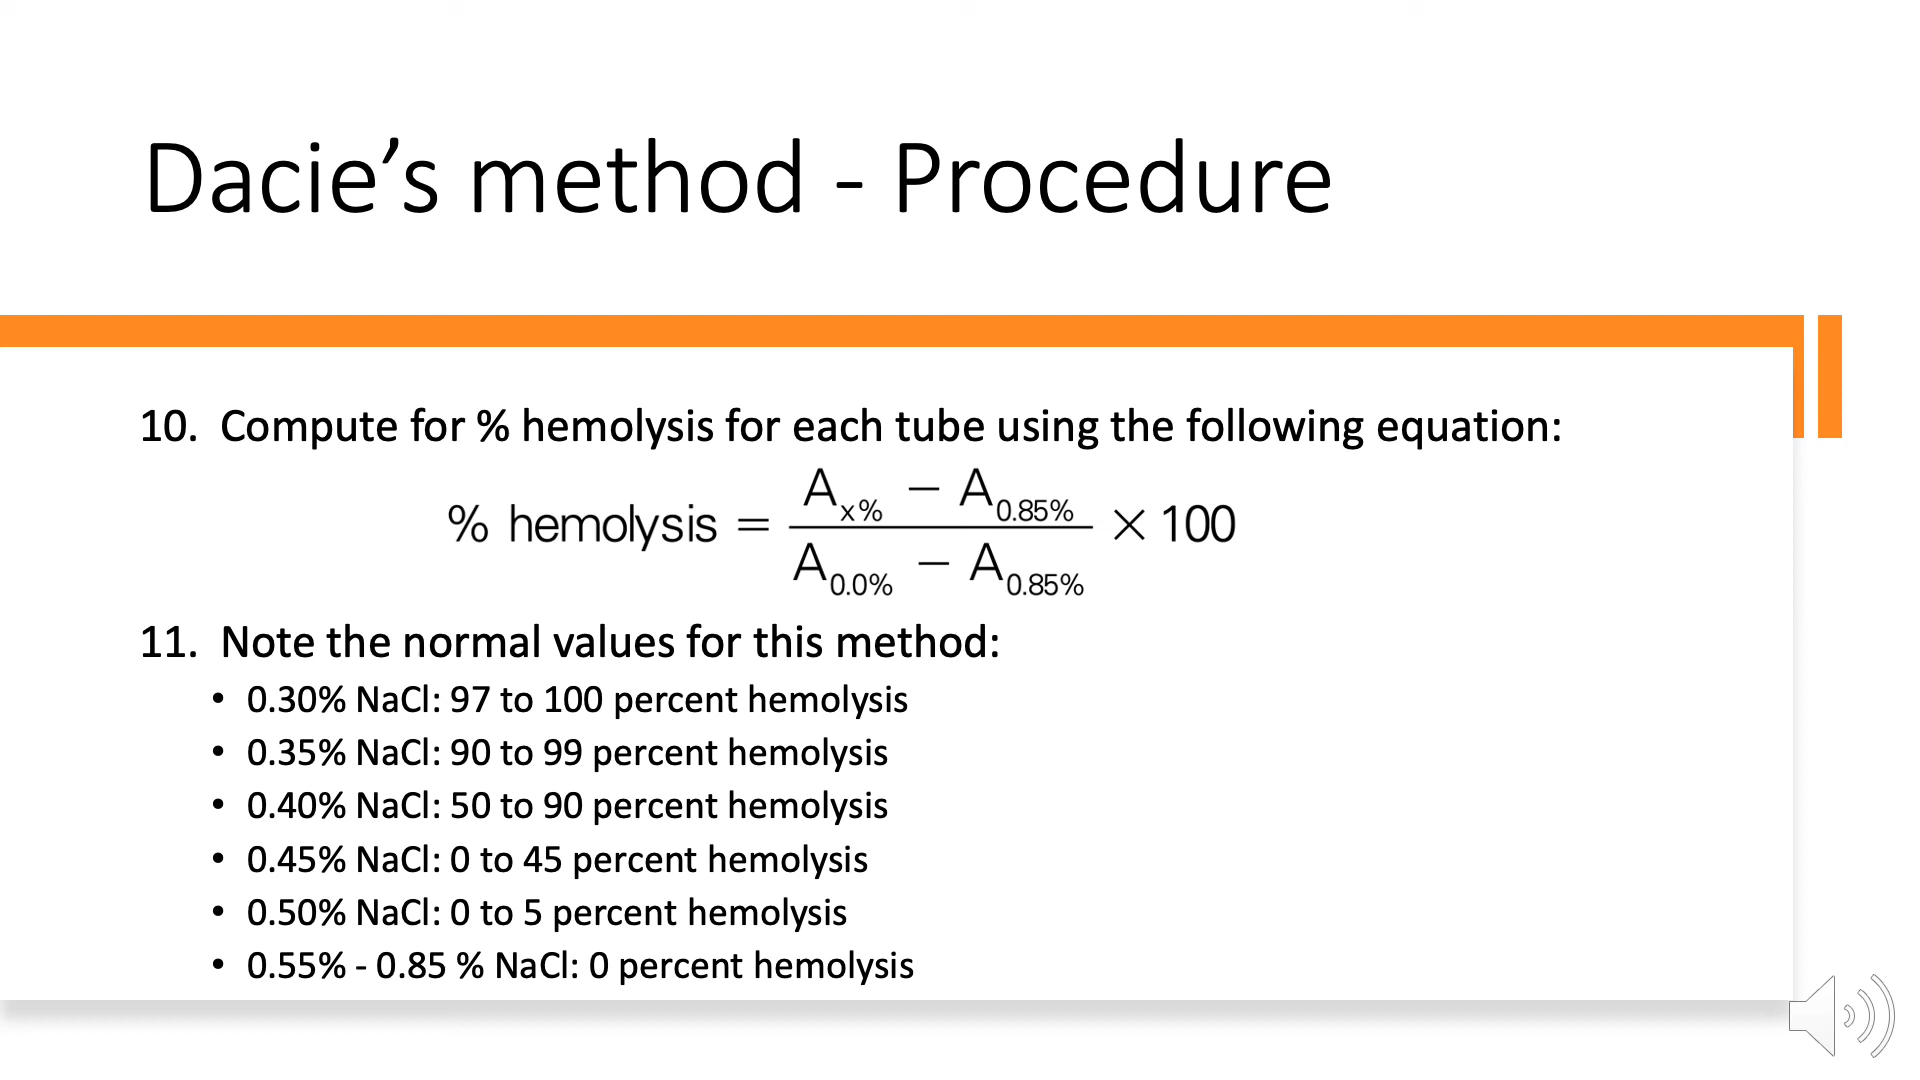 Dacie’s method - Procedure
10. Compute for % hemolysis for each tube using the following equation:
% hemolysis = (A x% − A 0.85%) / (A 0.0% − A 0.85%) × 100
11. Note the normal values for this method:
• 0.30% NaCl: 97 to 100 percent hemolysis
• 0.35% NaCl: 90 to 99 percent hemolysis
• 0.40% NaCl: 50 to 90 percent hemolysis
• 0.45% NaCl: 0 to 45 percent hemolysis
• 0.50% NaCl: 0 to 5 percent hemolysis
• 0.55% - 0.85 % NaCl: 0 percent hemolysis